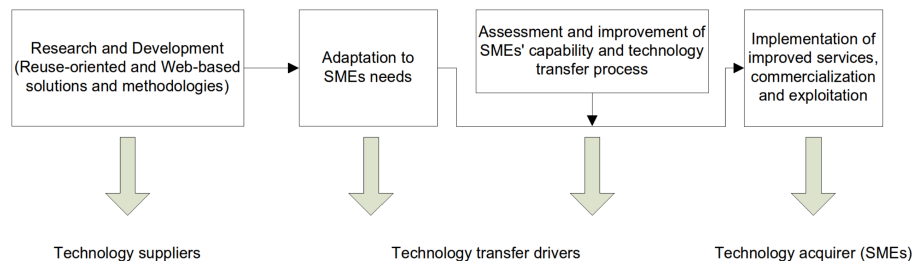 Research and Development
(Reuse-oriented and Web-based
solutions and methodologies)
Adaptation to
SMEs needs
Assessment and improvement of
SMEs' capability and technology
transfer process
Implementation of
improved services,
commercialization
and exploitation
Technology suppliers
Technology transfer drivers
Technology acquirer (SMEs)